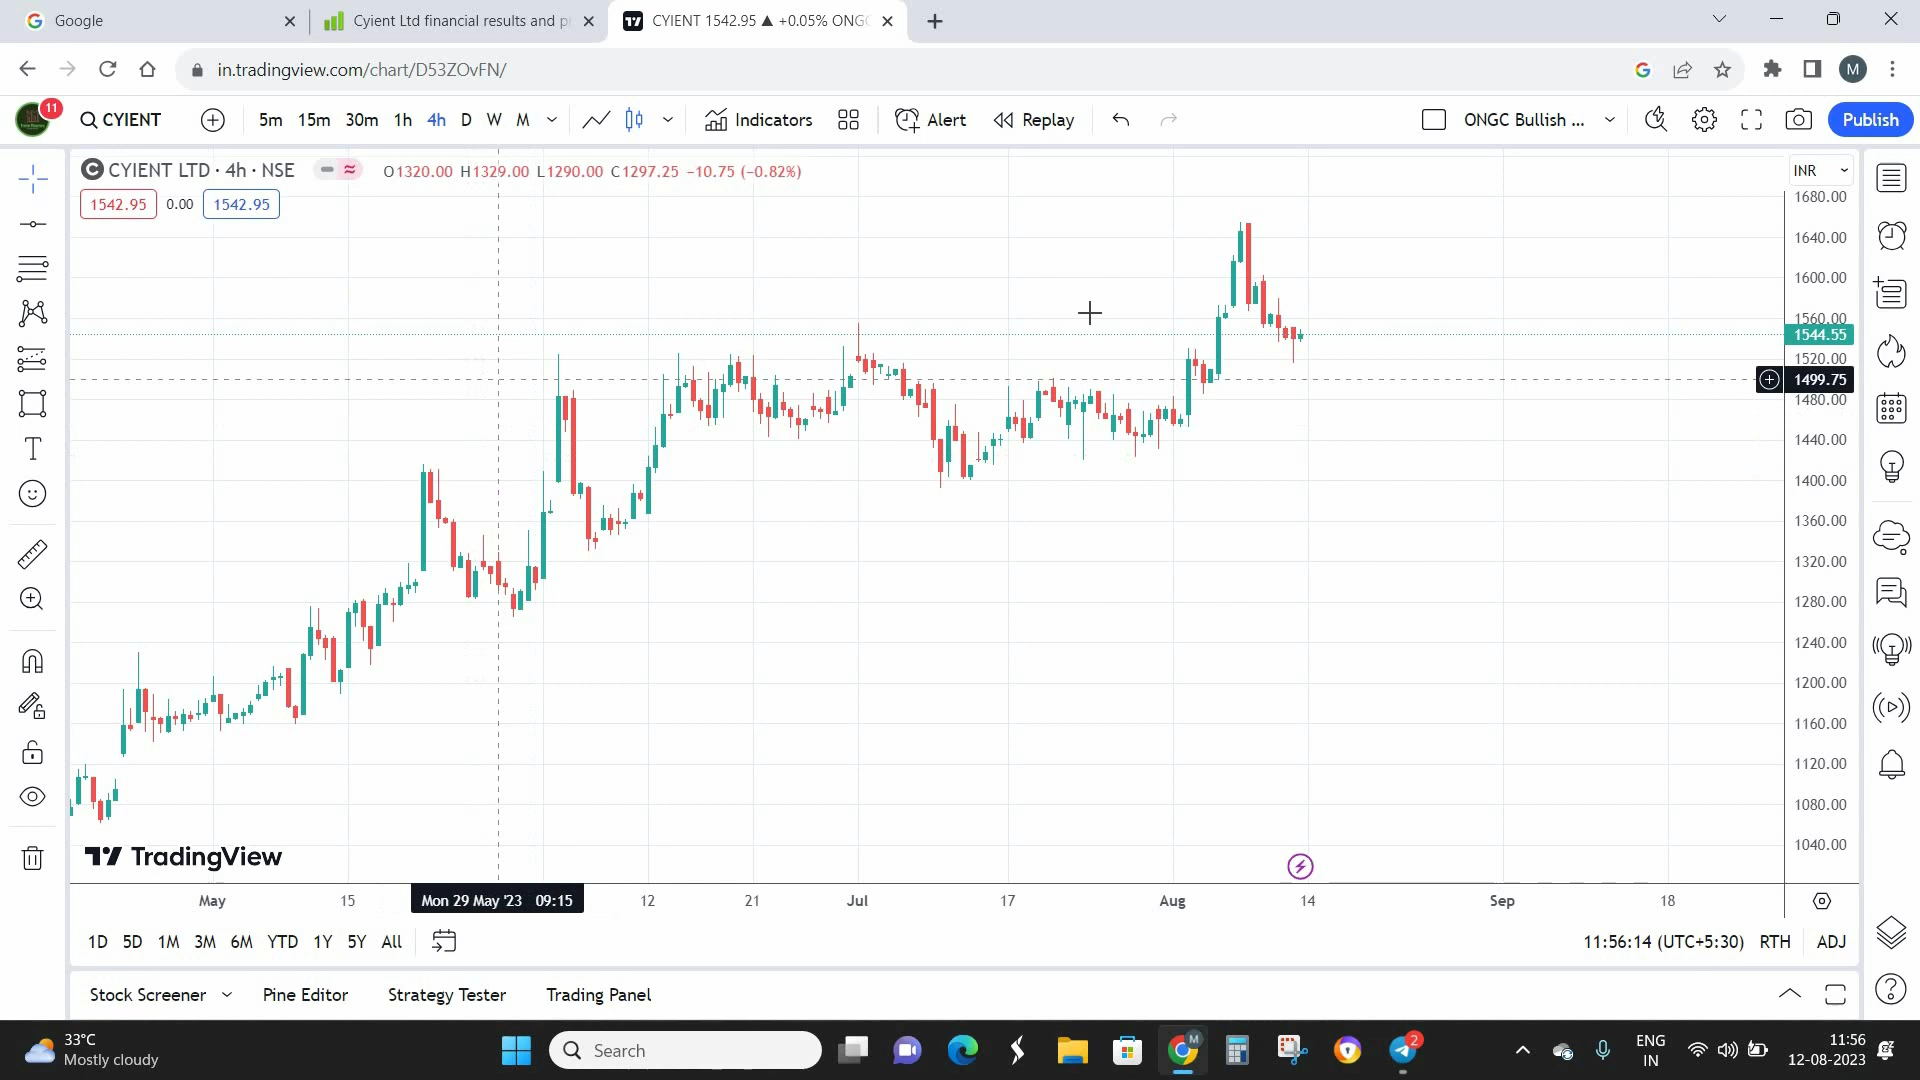 Google
Cyient Ltd financial results and p
CYIENT 1542.95 ▲ +0.05% ONGC
in.tradingview.com/chart/D53ZOvFN/
M
11
CYIENT
5m 15m 30m 1h 4h D W M
Indicators
Alert
Replay
ONGC Bullish ...
Publish
CYIENT LTD · 4h · NSE
O1320.00 H1329.00 L1290.00 C1297.25 −10.75 (−0.82%)
INR
1542.95 0.00 1542.95
1680.00
1640.00
1600.00
1560.00
1544.55
1520.00
1499.75
1480.00
1440.00
1400.00
1360.00
1320.00
1280.00
1240.00
1200.00
1160.00
1120.00
1080.00
1040.00
TradingView
May 15 Mon 29 May '23 09:15 12 21 Jul 17 Aug 14 Sep 18
1D 5D 1M 3M 6M YTD 1Y 5Y All
11:56:14 (UTC+5:30) RTH ADJ
Stock Screener Pine Editor Strategy Tester Trading Panel
33°C
Mostly cloudy
Search
M
2
ENG
IN
11:56
12-08-2023